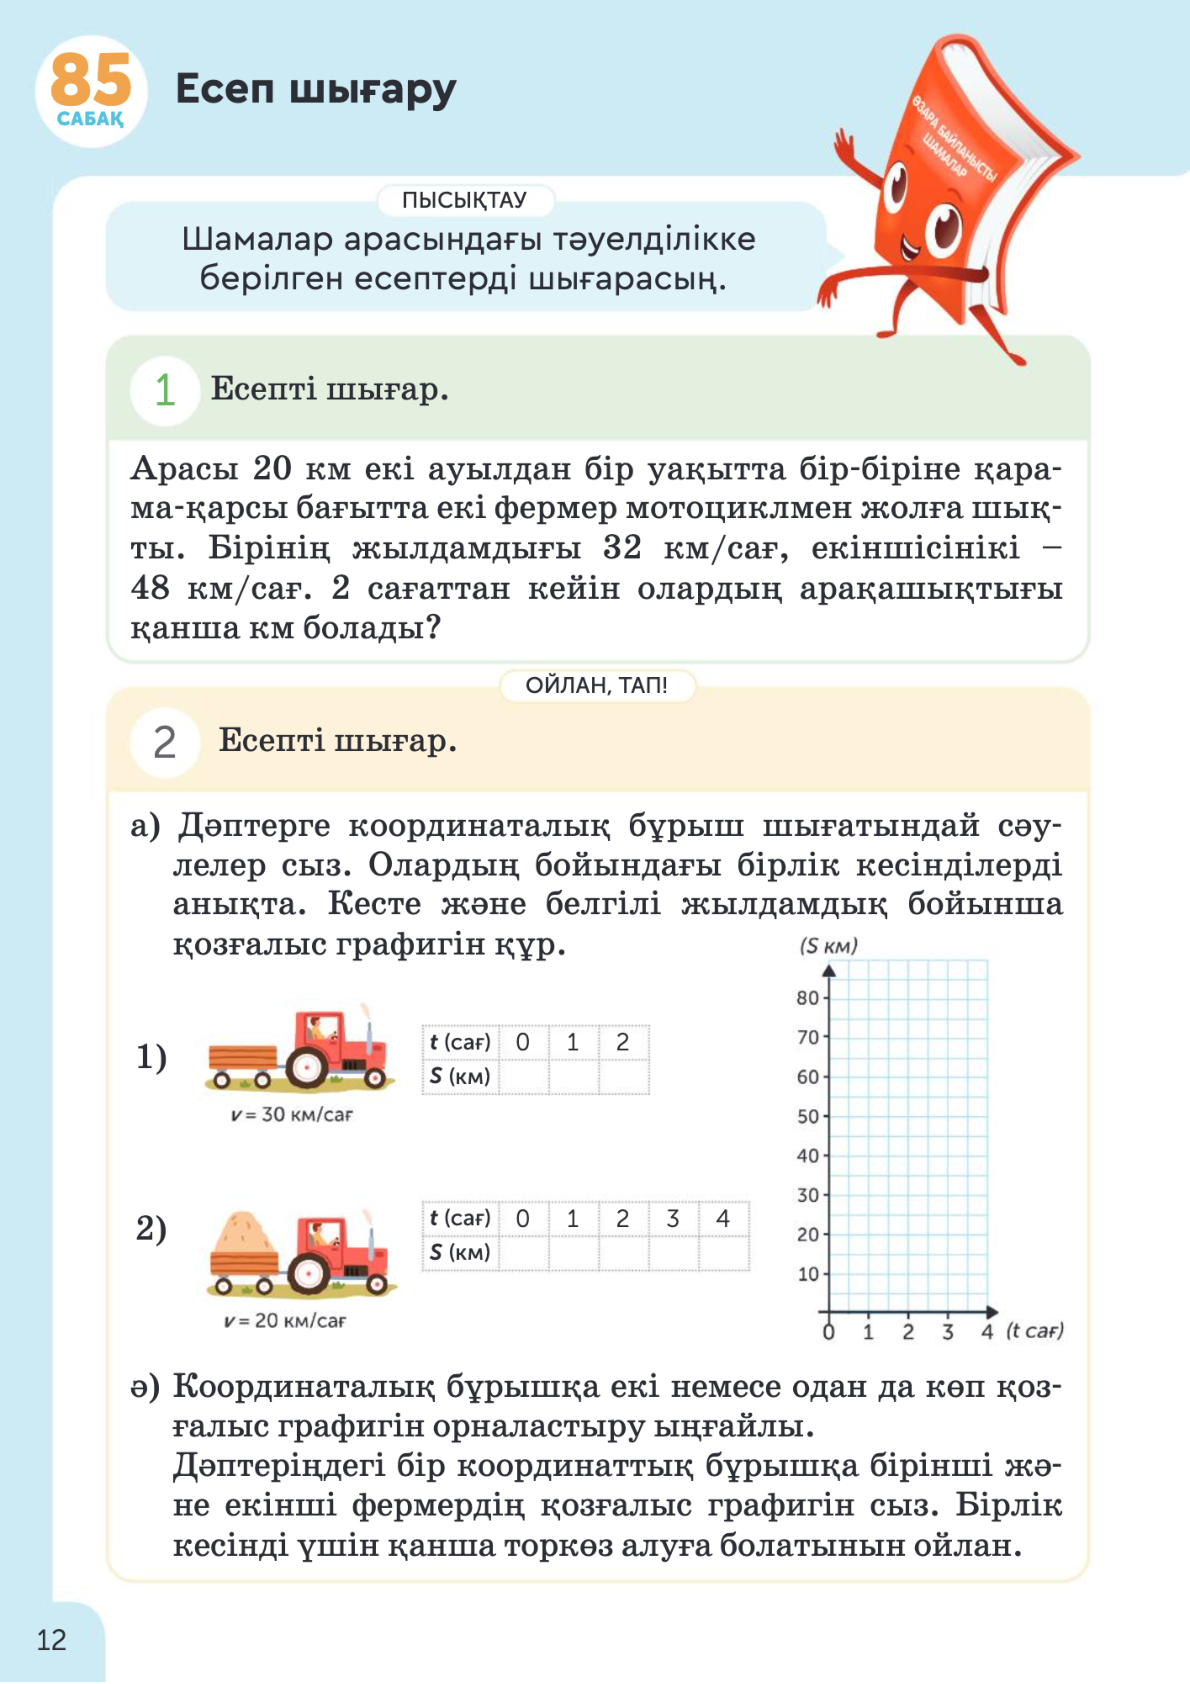 85
САБАҚ
Есеп шығару
ӨЗАРА БАЙЛАНЫСТЫ
ШАМАЛАР
ПЫСЫҚТАУ
Шамалар арасындағы тәуелділікке
берілген есептерді шығарасың.
1 Есепті шығар.
Арасы 20 км екі ауылдан бір уақытта бір-біріне қара-
ма-қарсы бағытта екі фермер мотоциклмен жолға шық-
ты. Бірінің жылдамдығы 32 км/сағ, екіншісінікі –
48 км/сағ. 2 сағаттан кейін олардың арақашықтығы
қанша км болады?
ОЙЛАН, ТАП!
2 Есепті шығар.
а) Дәптерге координаталық бұрыш шығатындай сәу-
лелер сыз. Олардың бойындағы бірлік кесінділерді
анықта. Кесте және белгілі жылдамдық бойынша
қозғалыс графигін құр.
1)
v = 30 км/сағ
t (сағ) 0 1 2
S (км)
2)
v = 20 км/сағ
t (сағ) 0 1 2 3 4
S (км)
(S км)
80
70
60
50
40
30
20
10
0 1 2 3 4 (t сағ)
ә) Координаталық бұрышқа екі немесе одан да көп қоз-
ғалыс графигін орналастыру ыңғайлы.
Дәптеріңдегі бір координаттық бұрышқа бірінші жә-
не екінші фермердің қозғалыс графигін сыз. Бірлік
кесінді үшін қанша торкөз алуға болатынын ойлан.
12